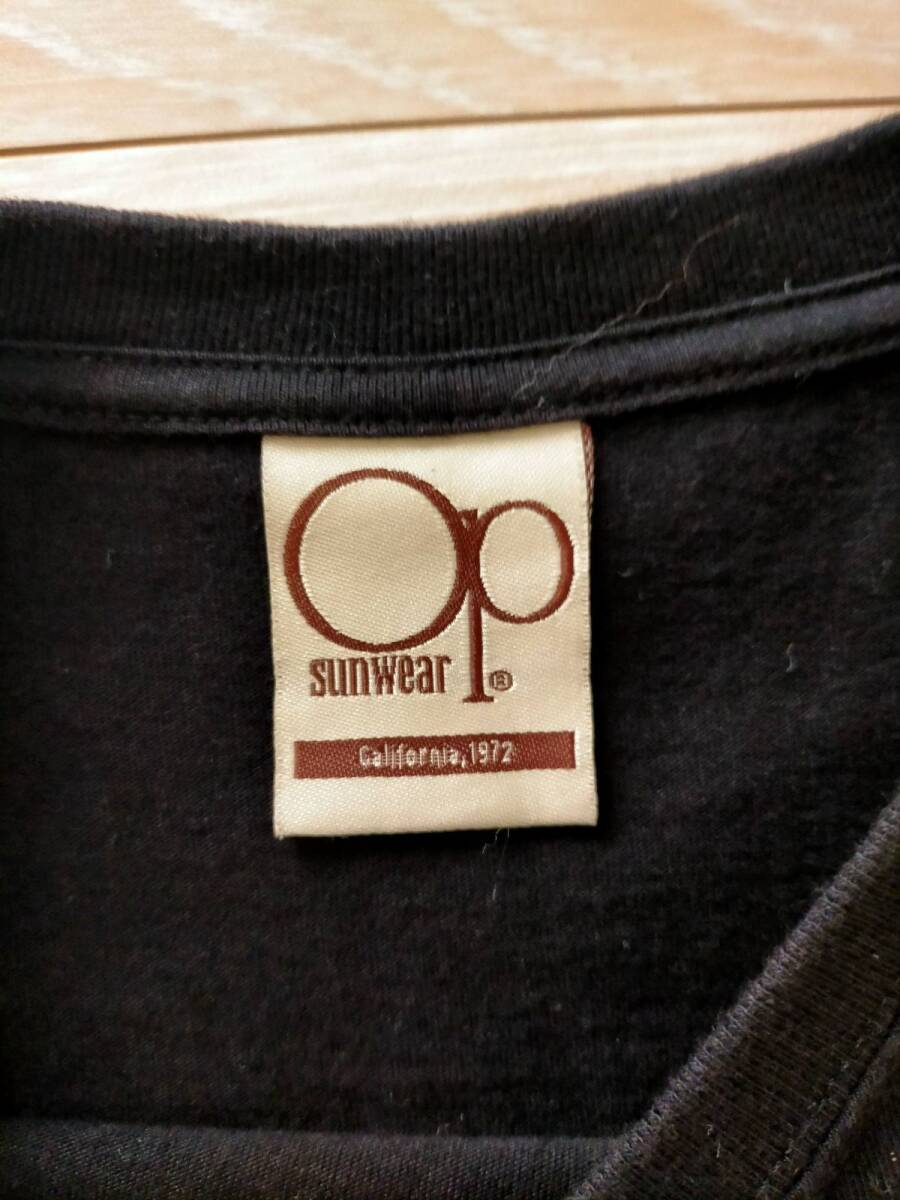 Op
sunwear ®
California, 1972